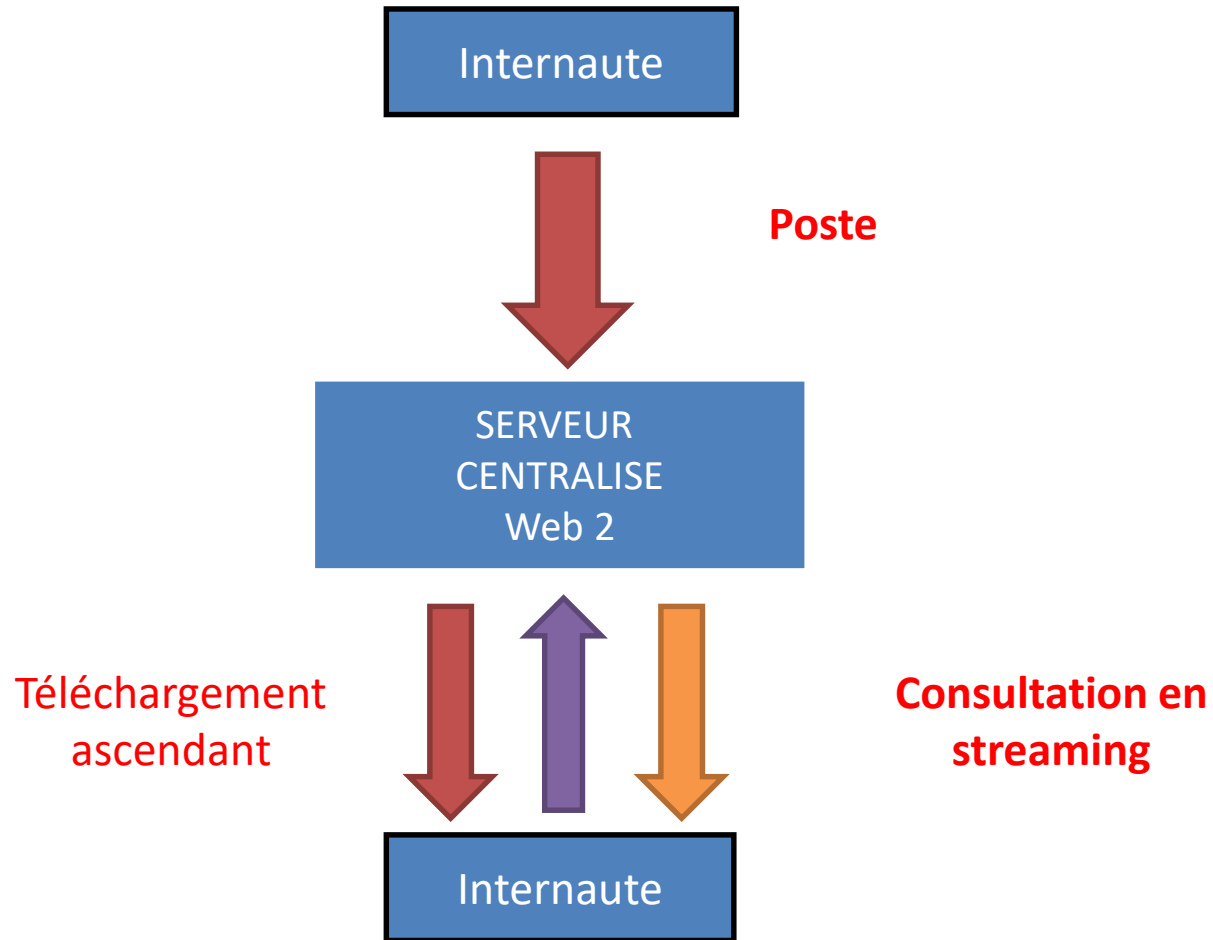 Internaute
Poste
SERVEUR
CENTRALISE
Web 2
Téléchargement
ascendant
Consultation en
streaming
Internaute